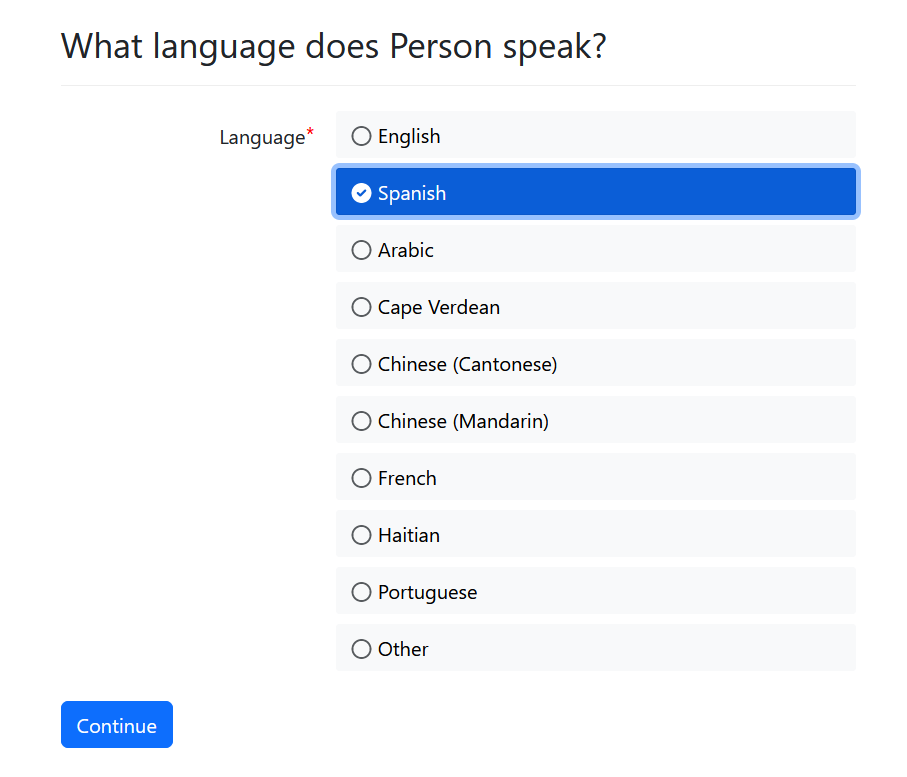 What language does Person speak?
Language*
English
Spanish
Arabic
Cape Verdean
Chinese (Cantonese)
Chinese (Mandarin)
French
Haitian
Portuguese
Other
Continue